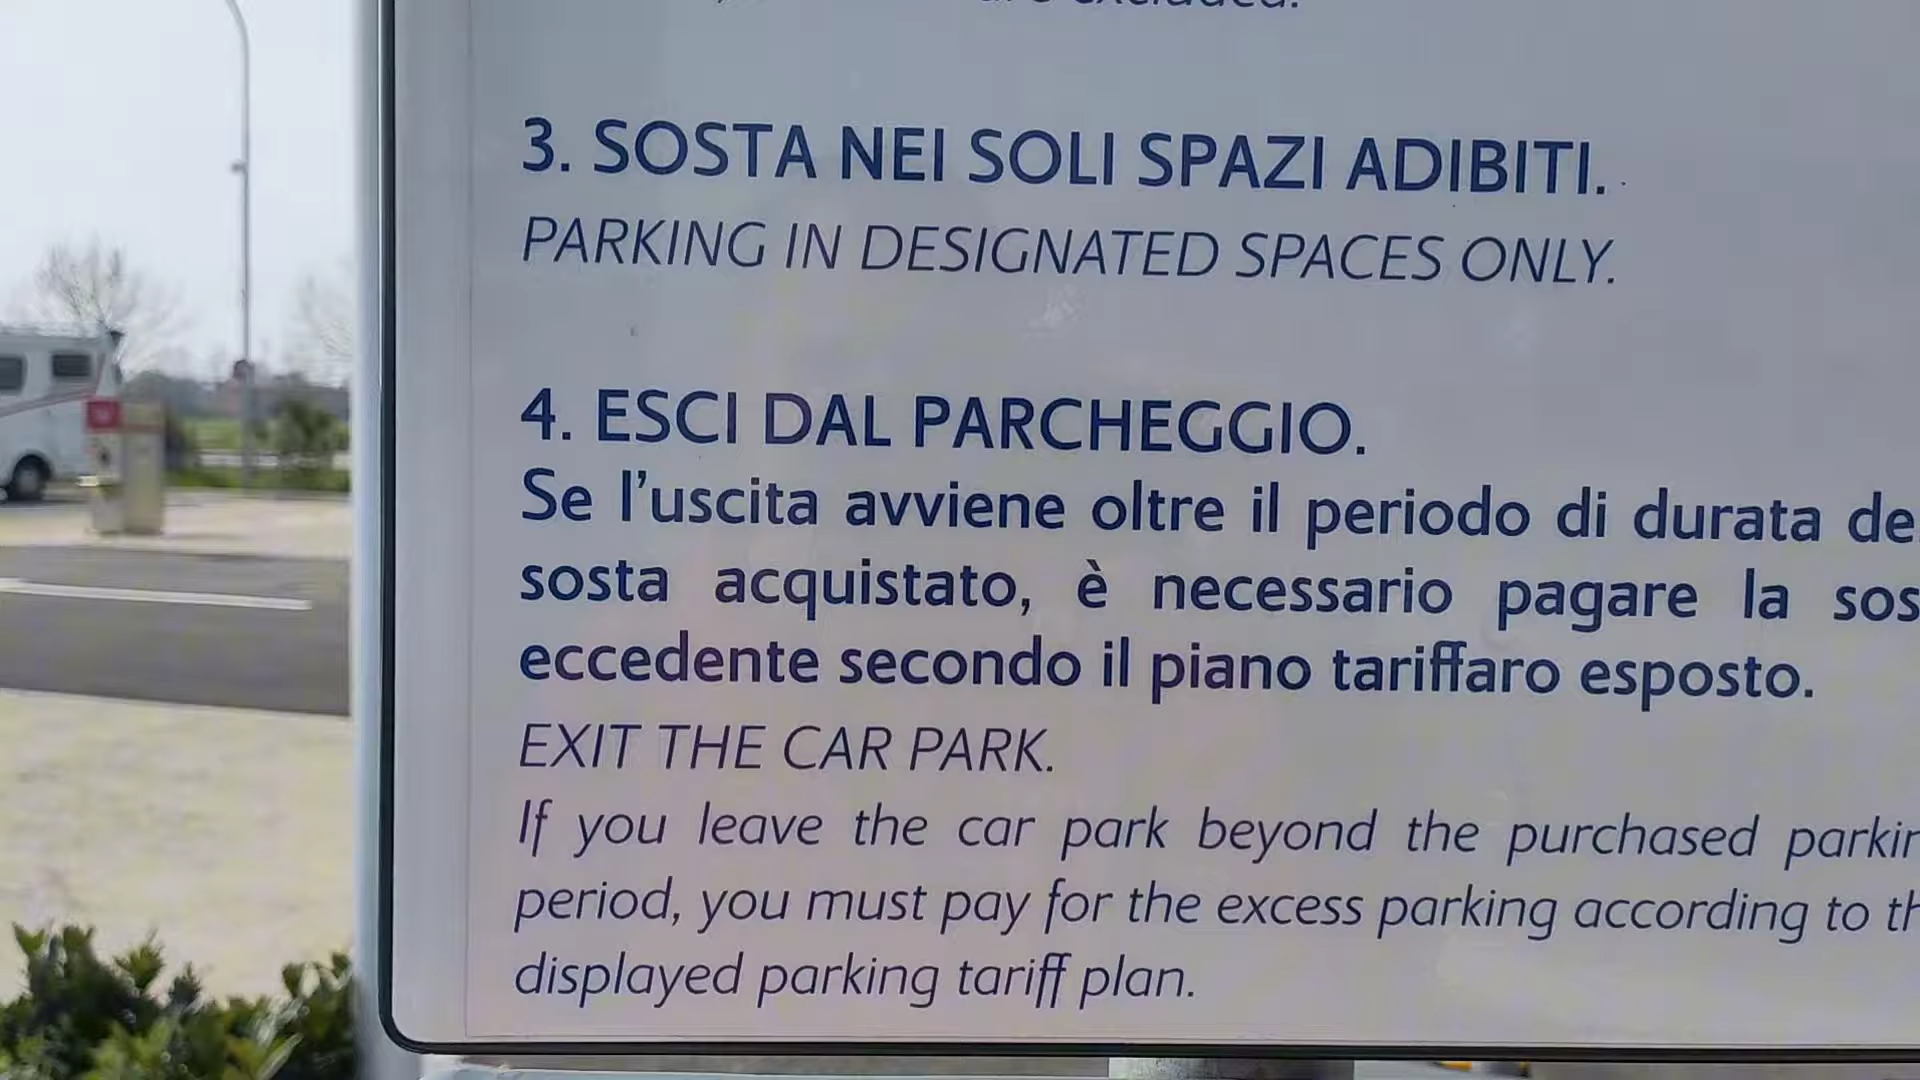 excluded.
3. SOSTA NEI SOLI SPAZI ADIBITI.
PARKING IN DESIGNATED SPACES ONLY.
4. ESCI DAL PARCHEGGIO.
Se l'uscita avviene oltre il periodo di durata
sosta acquistato, è necessario pagare la
eccedente secondo il piano tariffaro esposto.
EXIT THE CAR PARK.
If you leave the car park beyond the purchased
period, you must pay for the excess parking according to
displayed parking tariff plan.